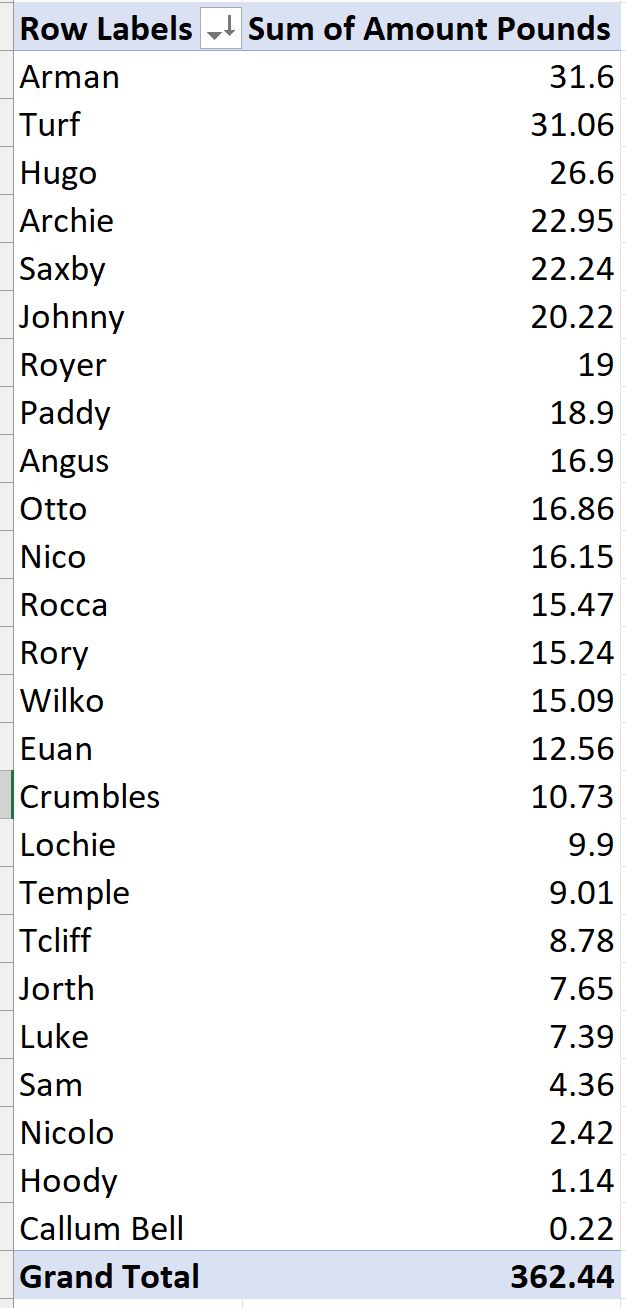 Row Labels Sum of Amount Pounds
Arman 31.6
Turf 31.06
Hugo 26.6
Archie 22.95
Saxby 22.24
Johnny 20.22
Royer 19
Paddy 18.9
Angus 16.9
Otto 16.86
Nico 16.15
Rocca 15.47
Rory 15.24
Wilko 15.09
Euan 12.56
Crumbles 10.73
Lochie 9.9
Temple 9.01
Tcliff 8.78
Jorth 7.65
Luke 7.39
Sam 4.36
Nicolo 2.42
Hoody 1.14
Callum Bell 0.22
Grand Total 362.44